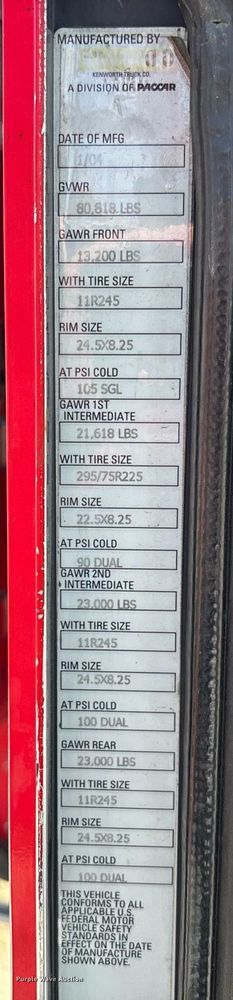 MANUFACTURED BY
KENWORTH TRUCK CO.
A DIVISION OF PACCAR
DATE OF MFG
1/04
GVWR
80,818 LBS
GAWR FRONT
13,200 LBS
WITH TIRE SIZE
11R245
RIM SIZE
24.5X8.25
AT PSI COLD
105 SGL
GAWR 1ST
INTERMEDIATE
21,618 LBS
WITH TIRE SIZE
295/75R225
RIM SIZE
22.5X8.25
AT PSI COLD
90 DUAL
GAWR 2ND
INTERMEDIATE
23,000 LBS
WITH TIRE SIZE
11R245
RIM SIZE
24.5X8.25
AT PSI COLD
100 DUAL
GAWR REAR
23,000 LBS
WITH TIRE SIZE
11R245
RIM SIZE
24.5X8.25
AT PSI COLD
100 DUAL
THIS VEHICLE
CONFORMS TO ALL
APPLICABLE U.S.
FEDERAL MOTOR
VEHICLE SAFETY
STANDARDS IN
EFFECT ON THE DATE
OF MANUFACTURE
SHOWN ABOVE.
Purple Wave Auction